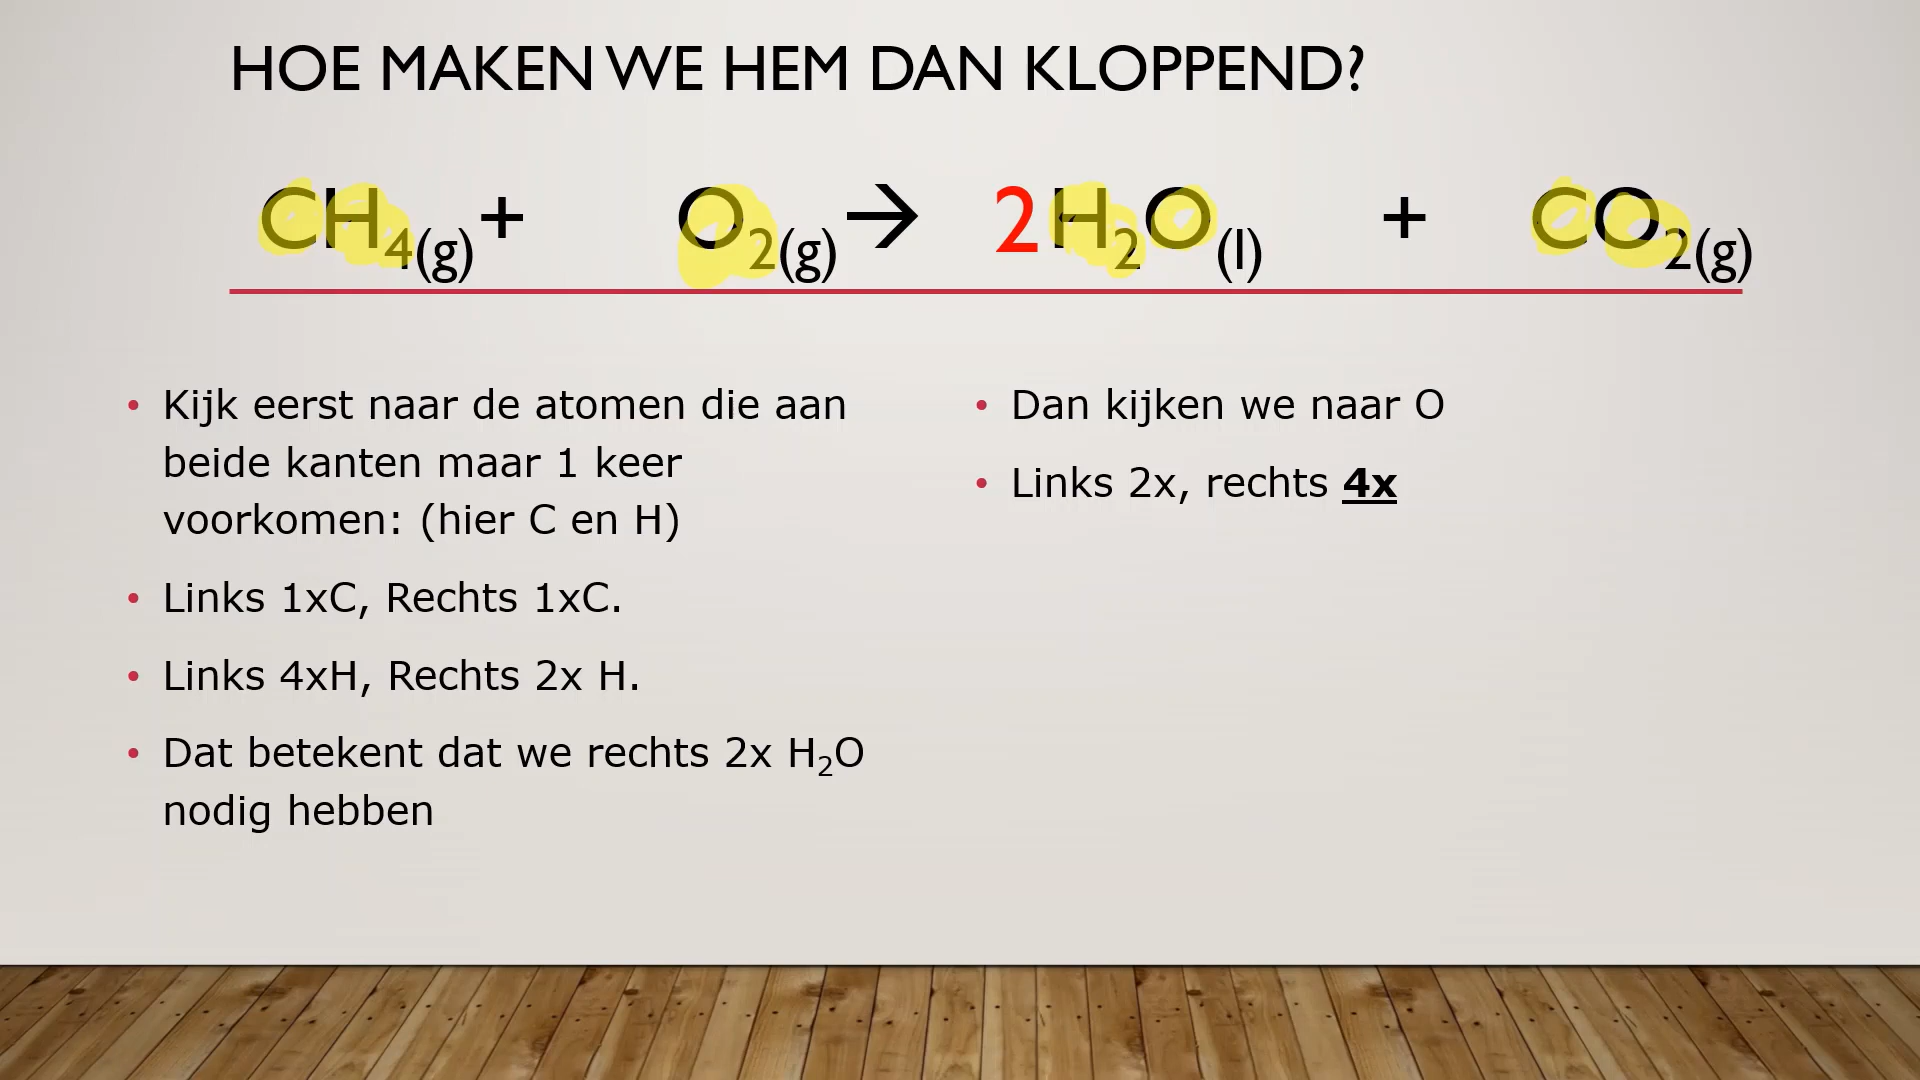 HOE MAKEN WE HEM DAN KLOPPEND?
CH₄(g) + O₂(g) → 2 H₂O(l) + CO₂(g)
• Kijk eerst naar de atomen die aan
beide kanten maar 1 keer
voorkomen: (hier C en H)
• Links 1xC, Rechts 1xC.
• Links 4xH, Rechts 2x H.
• Dat betekent dat we rechts 2x H₂O
nodig hebben
• Dan kijken we naar O
• Links 2x, rechts 4x